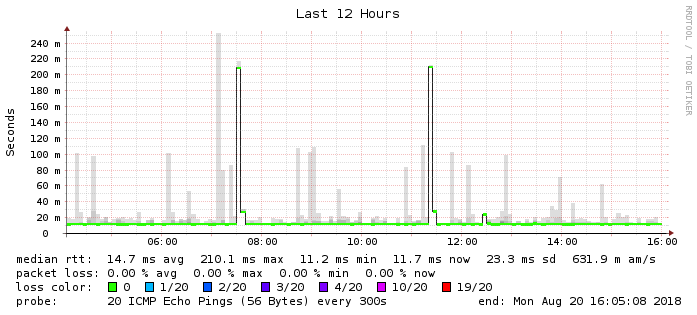 Last 12 Hours
RRDTOOL / TOBI OETIKER
Seconds
240 m
220 m
200 m
180 m
160 m
140 m
120 m
100 m
80 m
60 m
40 m
20 m
0
06:00 08:00 10:00 12:00 14:00 16:00
median rtt: 14.7 ms avg 210.1 ms max 11.2 ms min 11.7 ms now 23.3 ms sd 631.9 m am/s
packet loss: 0.00 % avg 0.00 % max 0.00 % min 0.00 % now
loss color: 0 1/20 2/20 3/20 4/20 10/20 19/20
probe: 20 ICMP Echo Pings (56 Bytes) every 300s end: Mon Aug 20 16:05:08 2018